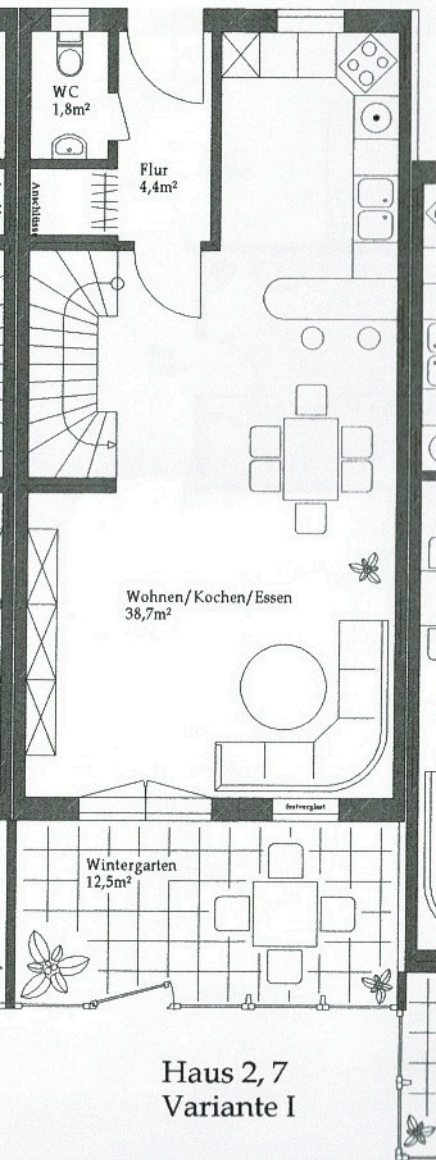 WC
1,8m²
Flur
4,4m²
Anschlüsse
Wohnen/Kochen/Essen
38,7m²
festverglast
Wintergarten
12,5m²
Haus 2, 7
Variante I